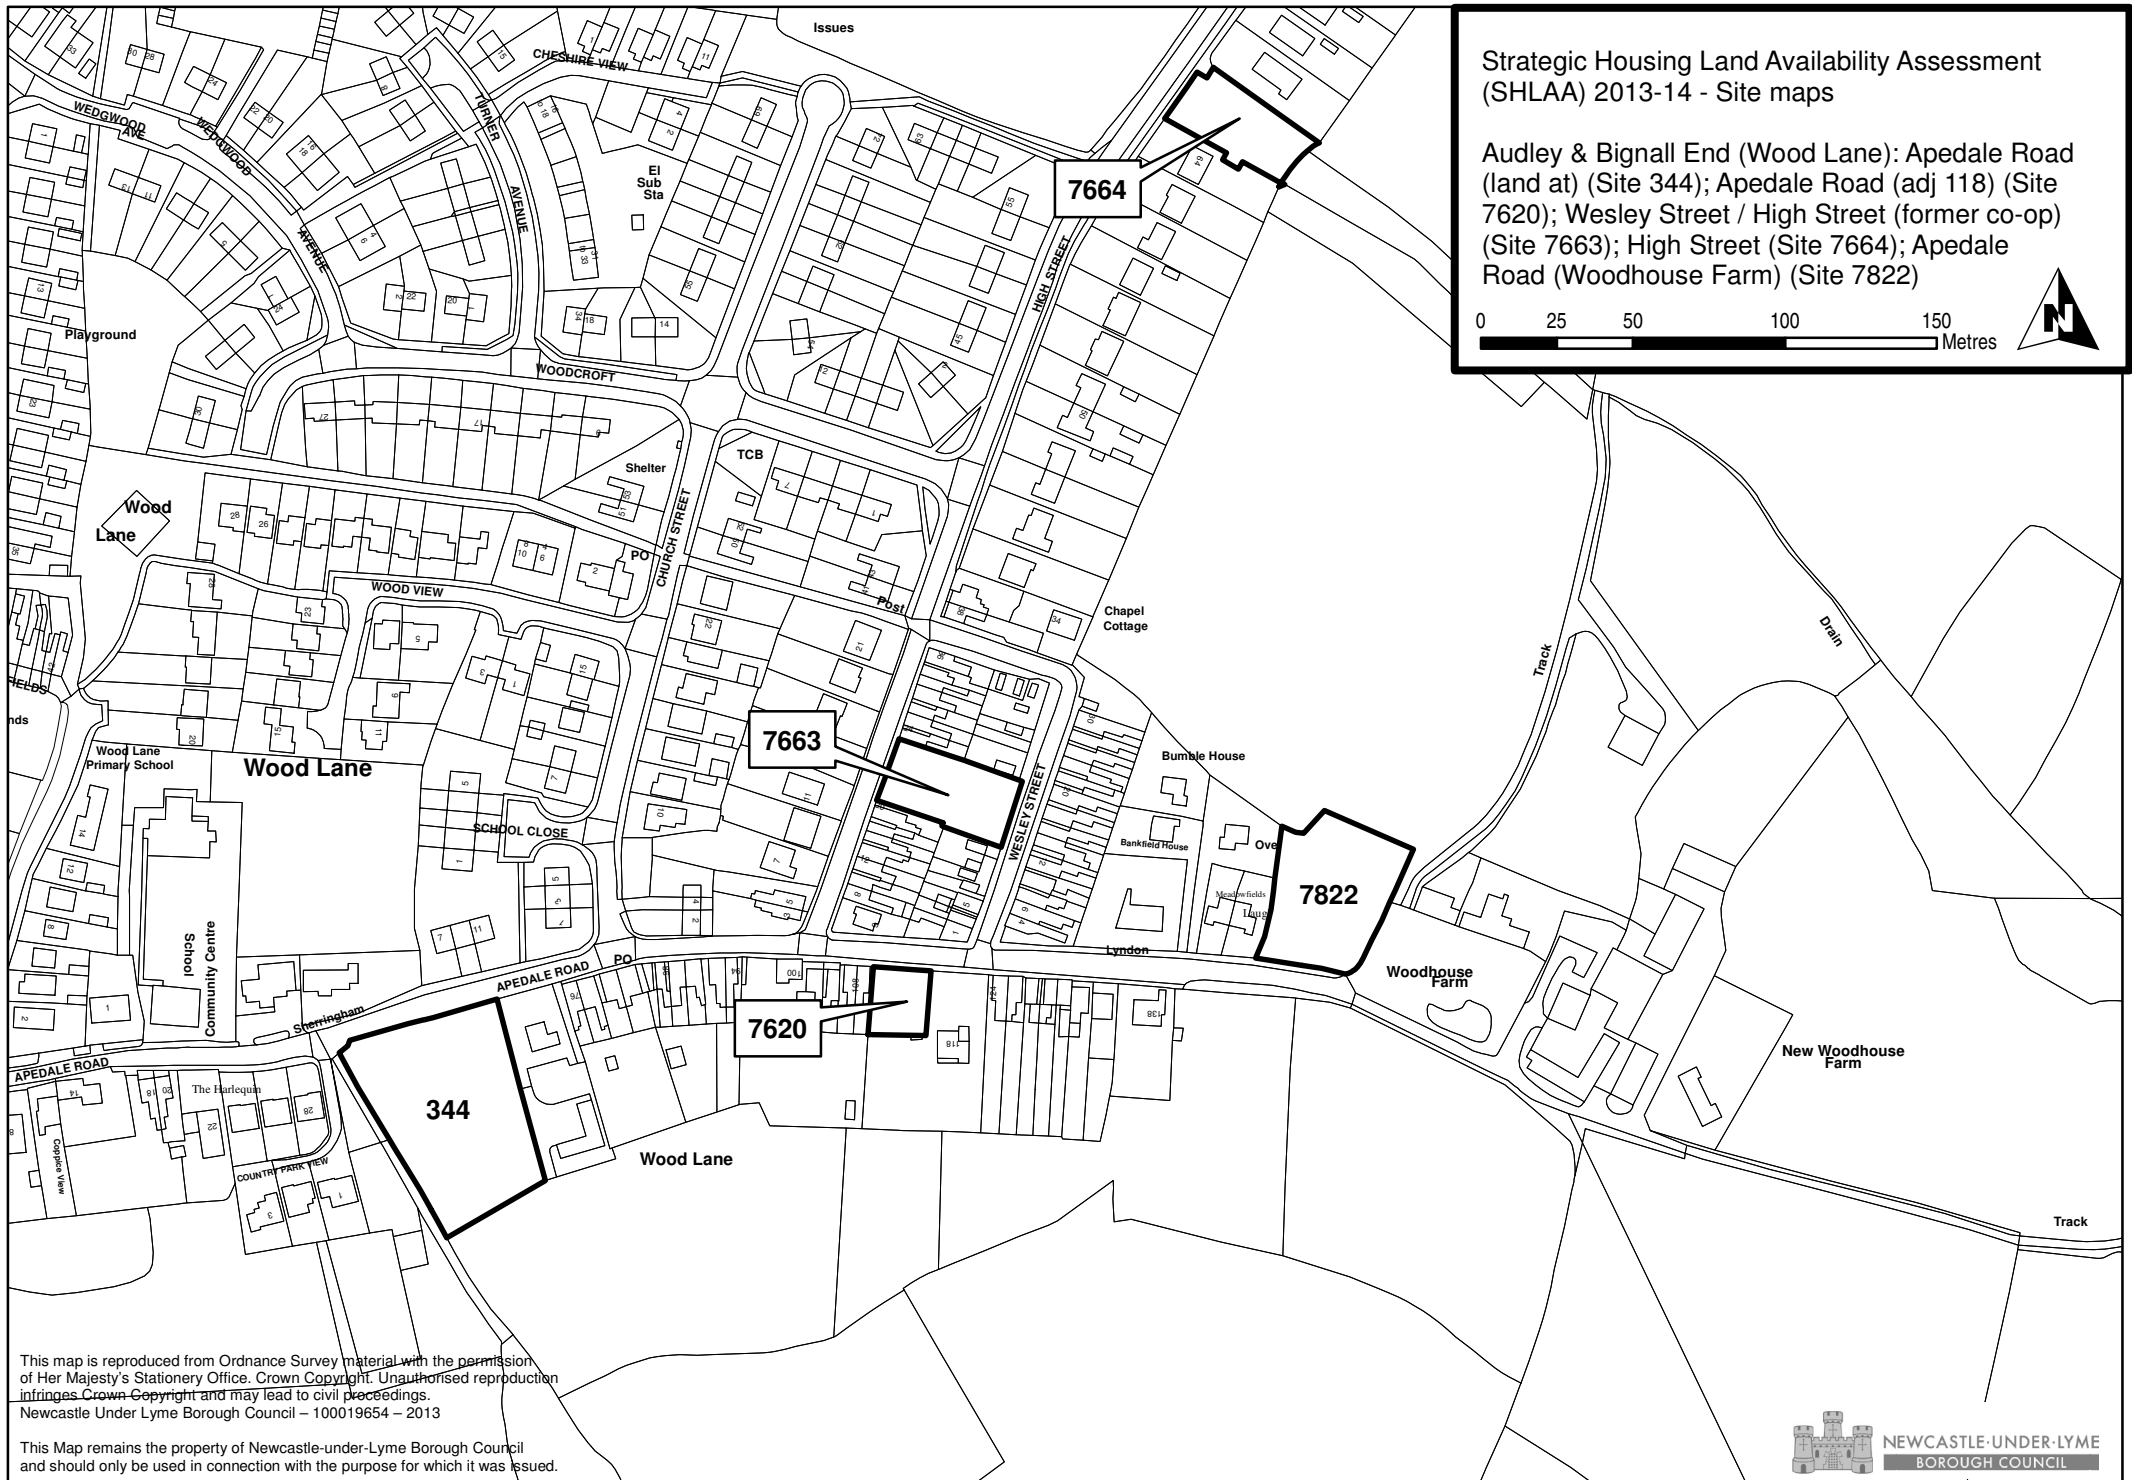 Strategic Housing Land Availability Assessment
(SHLAA) 2013-14 - Site maps
Audley & Bignall End (Wood Lane): Apedale Road
(land at) (Site 344); Apedale Road (adj 118) (Site
7620); Wesley Street / High Street (former co-op)
(Site 7663); High Street (Site 7664); Apedale
Road (Woodhouse Farm) (Site 7822)
0 25 50 100 150
Metres
N
Issues
CHESHIRE VIEW
WEDGWOOD
AVE
WEDGWOOD
AVENUE
TURNER
AVENUE
El
Sub
Sta
7664
HIGH STREET
Playground
WOODCROFT
Shelter
TCB
Wood
Lane
PO
CHURCH STREET
WOOD VIEW
Post
Chapel
Cottage
Track
Drain
FIELDS
nds
Wood Lane
Primary School
Wood Lane
7663
WESLEY STREET
Bumble House
Bankfield House
Ove
Meadowfields
Laug
7822
SCHOOL CLOSE
School
Community Centre
Lyndon
Woodhouse
Farm
APEDALE ROAD
PO
7620
Sherringham
New Woodhouse
Farm
APEDALE ROAD
The Harlequin
344
Coppice View
COUNTRY PARK VIEW
Wood Lane
Track
This map is reproduced from Ordnance Survey material with the permission
of Her Majesty's Stationery Office. Crown Copyright. Unauthorised reproduction
infringes Crown Copyright and may lead to civil proceedings.
Newcastle Under Lyme Borough Council – 100019654 – 2013
This Map remains the property of Newcastle-under-Lyme Borough Council
and should only be used in connection with the purpose for which it was issued.
NEWCASTLE·UNDER·LYME
BOROUGH COUNCIL